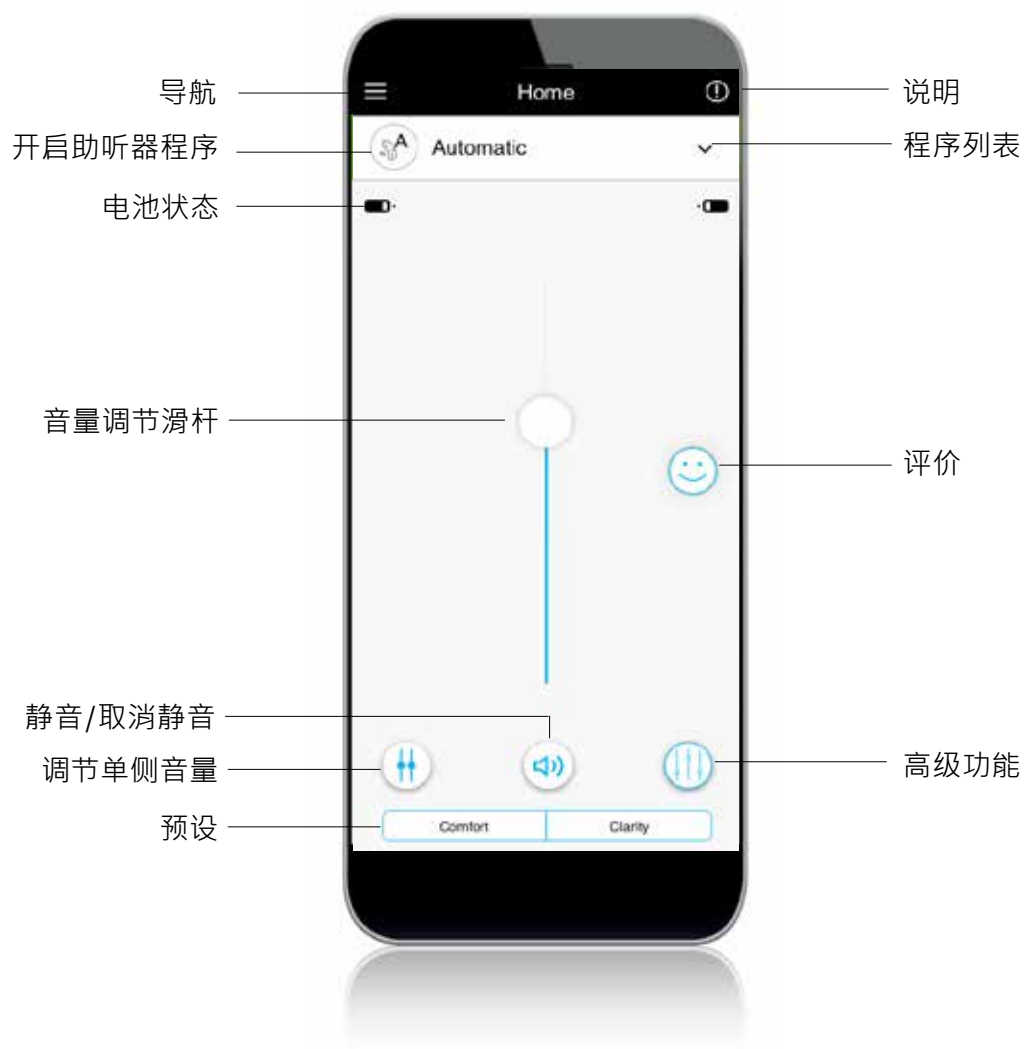 导航
Home
说明
开启助听器程序
A
Automatic
程序列表
电池状态
音量调节滑杆
评价
静音/取消静音
调节单侧音量
高级功能
预设
Comfort
Clarity